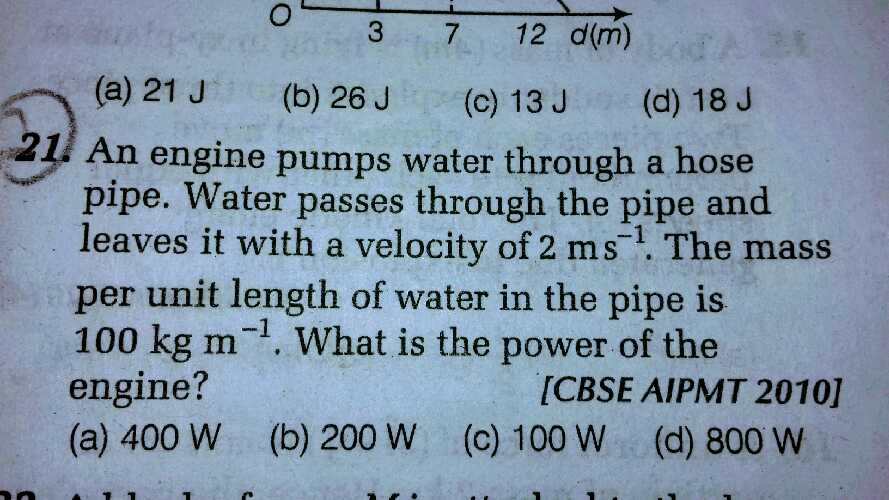 O
3 7 12 d(m)
(a) 21 J (b) 26 J (c) 13 J (d) 18 J
21. An engine pumps water through a hose
pipe. Water passes through the pipe and
leaves it with a velocity of 2 ms⁻¹. The mass
per unit length of water in the pipe is
100 kg m⁻¹. What is the power of the
engine? [CBSE AIPMT 2010]
(a) 400 W (b) 200 W (c) 100 W (d) 800 W